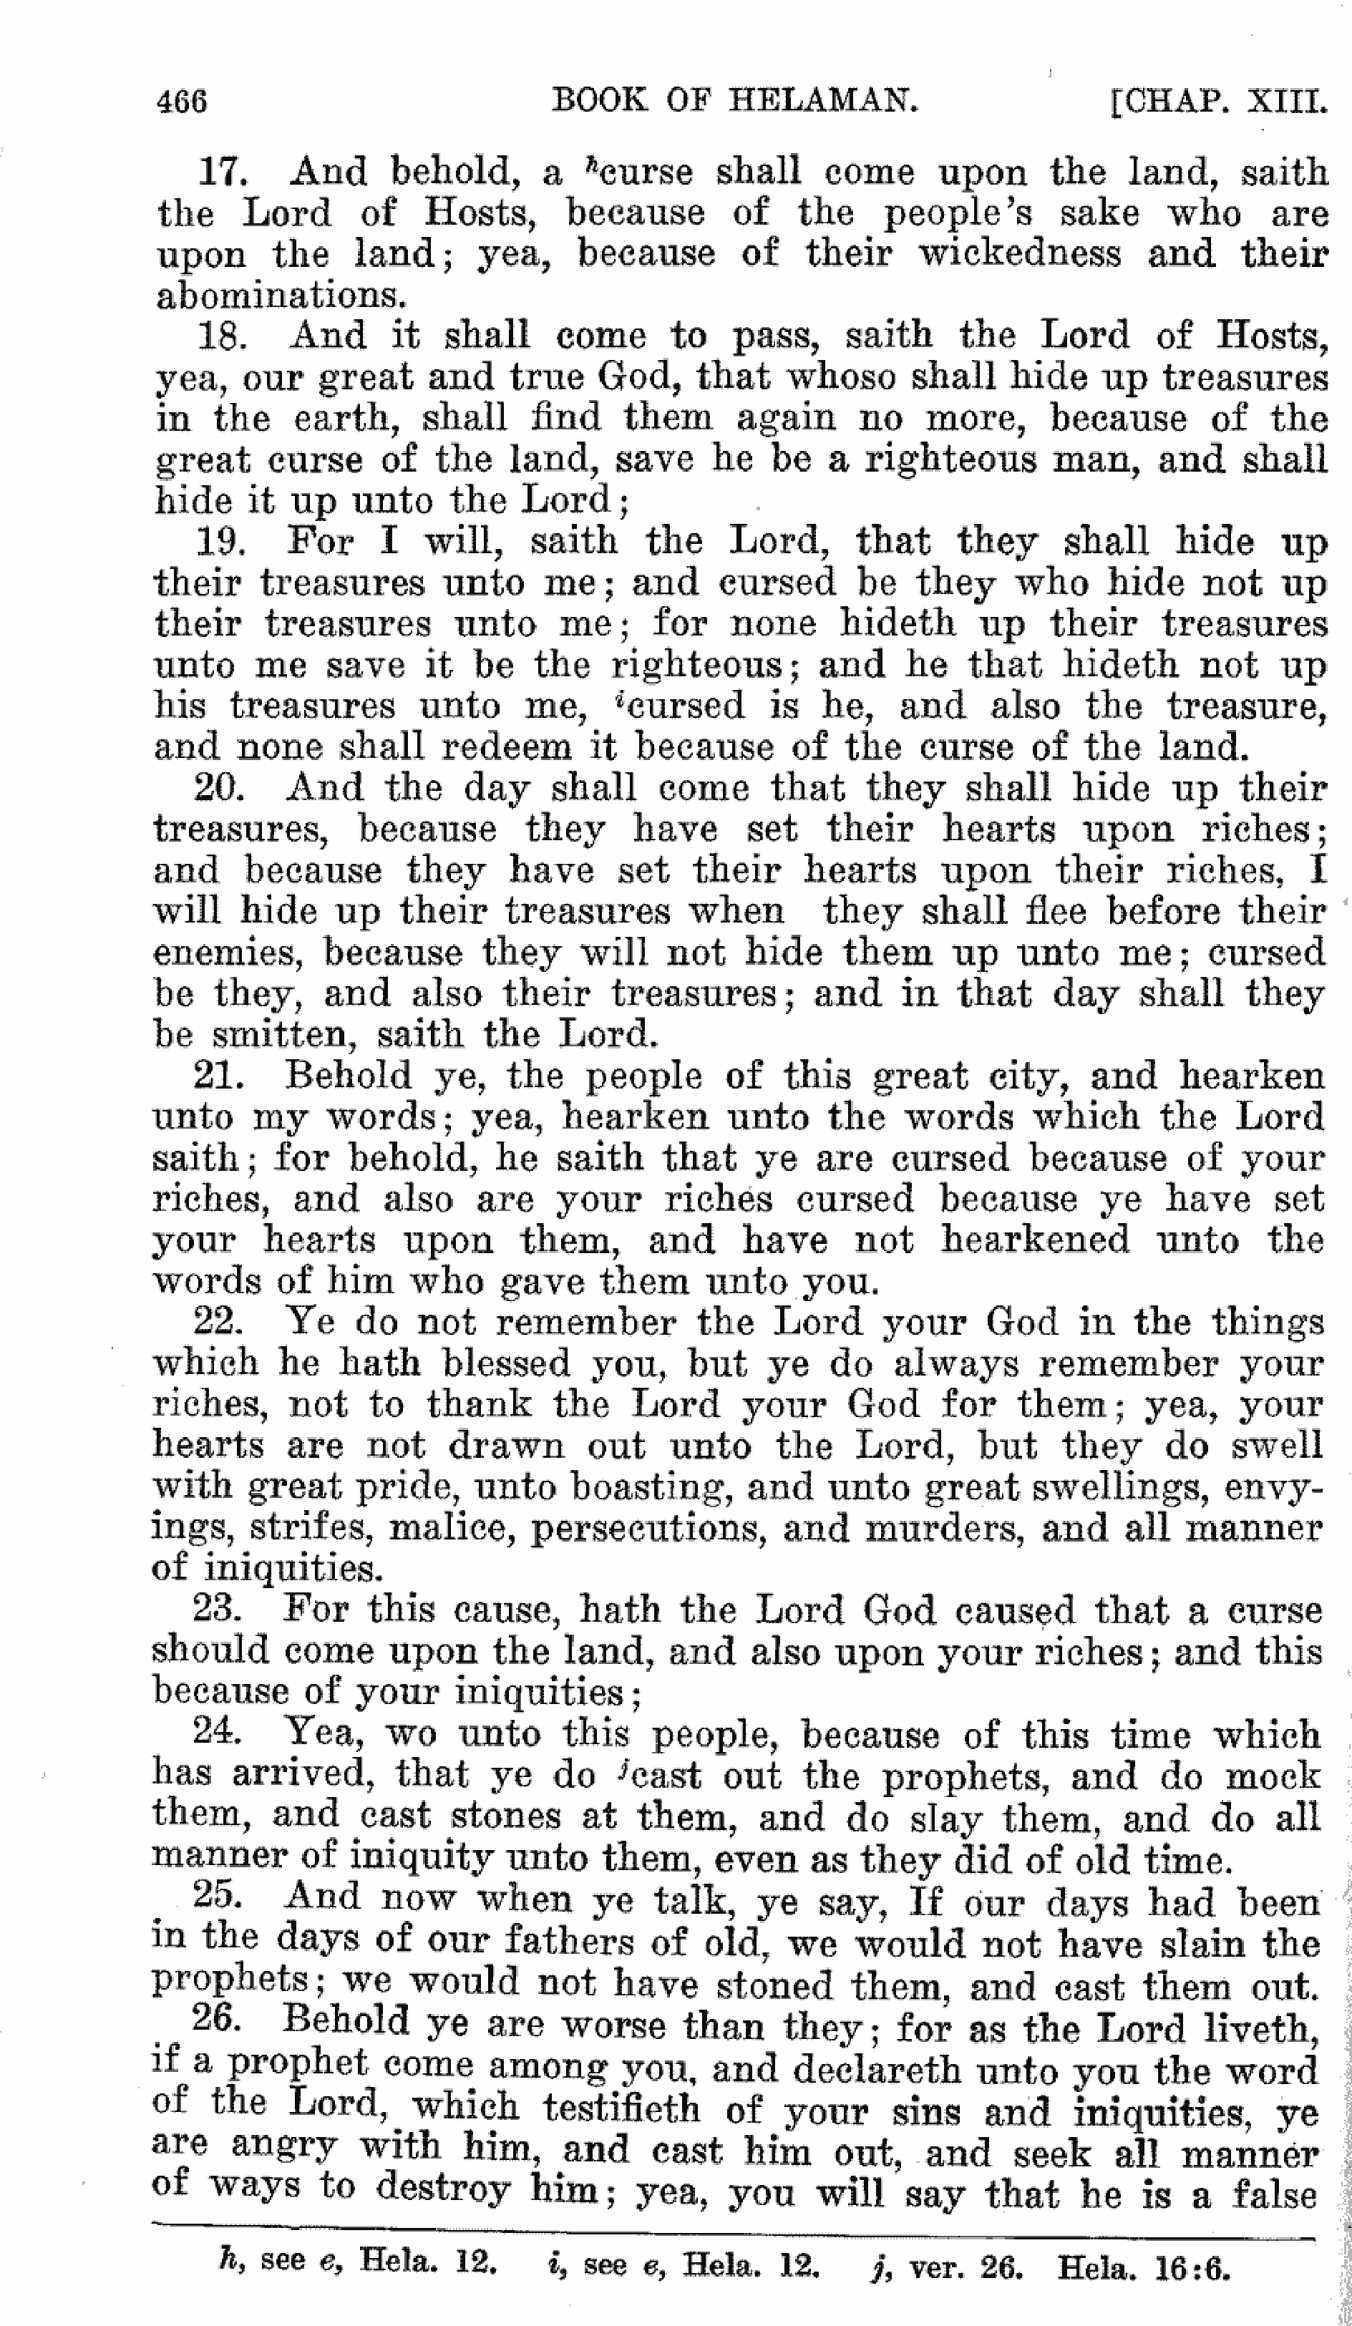 466 BOOK OF HELAMAN. [CHAP. XIII.
17. And behold, a ʰcurse shall come upon the land, saith
the Lord of Hosts, because of the people's sake who are
upon the land; yea, because of their wickedness and their
abominations.
18. And it shall come to pass, saith the Lord of Hosts,
yea, our great and true God, that whoso shall hide up treasures
in the earth, shall find them again no more, because of the
great curse of the land, save he be a righteous man, and shall
hide it up unto the Lord;
19. For I will, saith the Lord, that they shall hide up
their treasures unto me; and cursed be they who hide not up
their treasures unto me; for none hideth up their treasures
unto me save it be the righteous; and he that hideth not up
his treasures unto me, ⁱcursed is he, and also the treasure,
and none shall redeem it because of the curse of the land.
20. And the day shall come that they shall hide up their
treasures, because they have set their hearts upon riches;
and because they have set their hearts upon their riches, I
will hide up their treasures when they shall flee before their
enemies, because they will not hide them up unto me; cursed
be they, and also their treasures; and in that day shall they
be smitten, saith the Lord.
21. Behold ye, the people of this great city, and hearken
unto my words; yea, hearken unto the words which the Lord
saith; for behold, he saith that ye are cursed because of your
riches, and also are your riches cursed because ye have set
your hearts upon them, and have not hearkened unto the
words of him who gave them unto you.
22. Ye do not remember the Lord your God in the things
which he hath blessed you, but ye do always remember your
riches, not to thank the Lord your God for them; yea, your
hearts are not drawn out unto the Lord, but they do swell
with great pride, unto boasting, and unto great swellings, envy-
ings, strifes, malice, persecutions, and murders, and all manner
of iniquities.
23. For this cause, hath the Lord God caused that a curse
should come upon the land, and also upon your riches; and this
because of your iniquities;
24. Yea, wo unto this people, because of this time which
has arrived, that ye do ʲcast out the prophets, and do mock
them, and cast stones at them, and do slay them, and do all
manner of iniquity unto them, even as they did of old time.
25. And now when ye talk, ye say, If our days had been
in the days of our fathers of old, we would not have slain the
prophets; we would not have stoned them, and cast them out.
26. Behold ye are worse than they; for as the Lord liveth,
if a prophet come among you, and declareth unto you the word
of the Lord, which testifieth of your sins and iniquities, ye
are angry with him, and cast him out, and seek all manner
of ways to destroy him; yea, you will say that he is a false
h, see e, Hela. 12. i, see e, Hela. 12. j, ver. 26. Hela. 16:6.